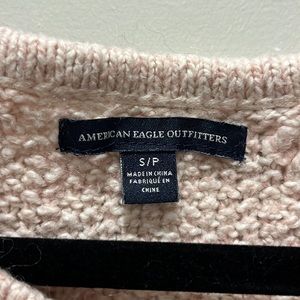 AMERICAN EAGLE OUTFITTERS
S/P
MADE IN CHINA
FABRIQUÉ EN
CHINE